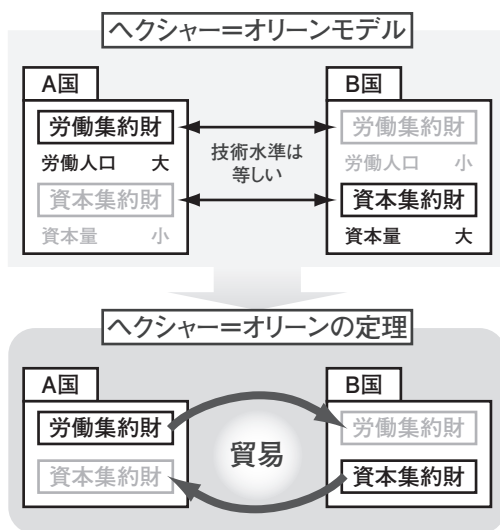 ヘクシャー＝オリーンモデル
A国
労働集約財
労働人口 大
資本集約財
資本量 小
技術水準は
等しい
B国
労働集約財
労働人口 小
資本集約財
資本量 大
ヘクシャー＝オリーンの定理
A国
労働集約財
資本集約財
貿易
B国
労働集約財
資本集約財